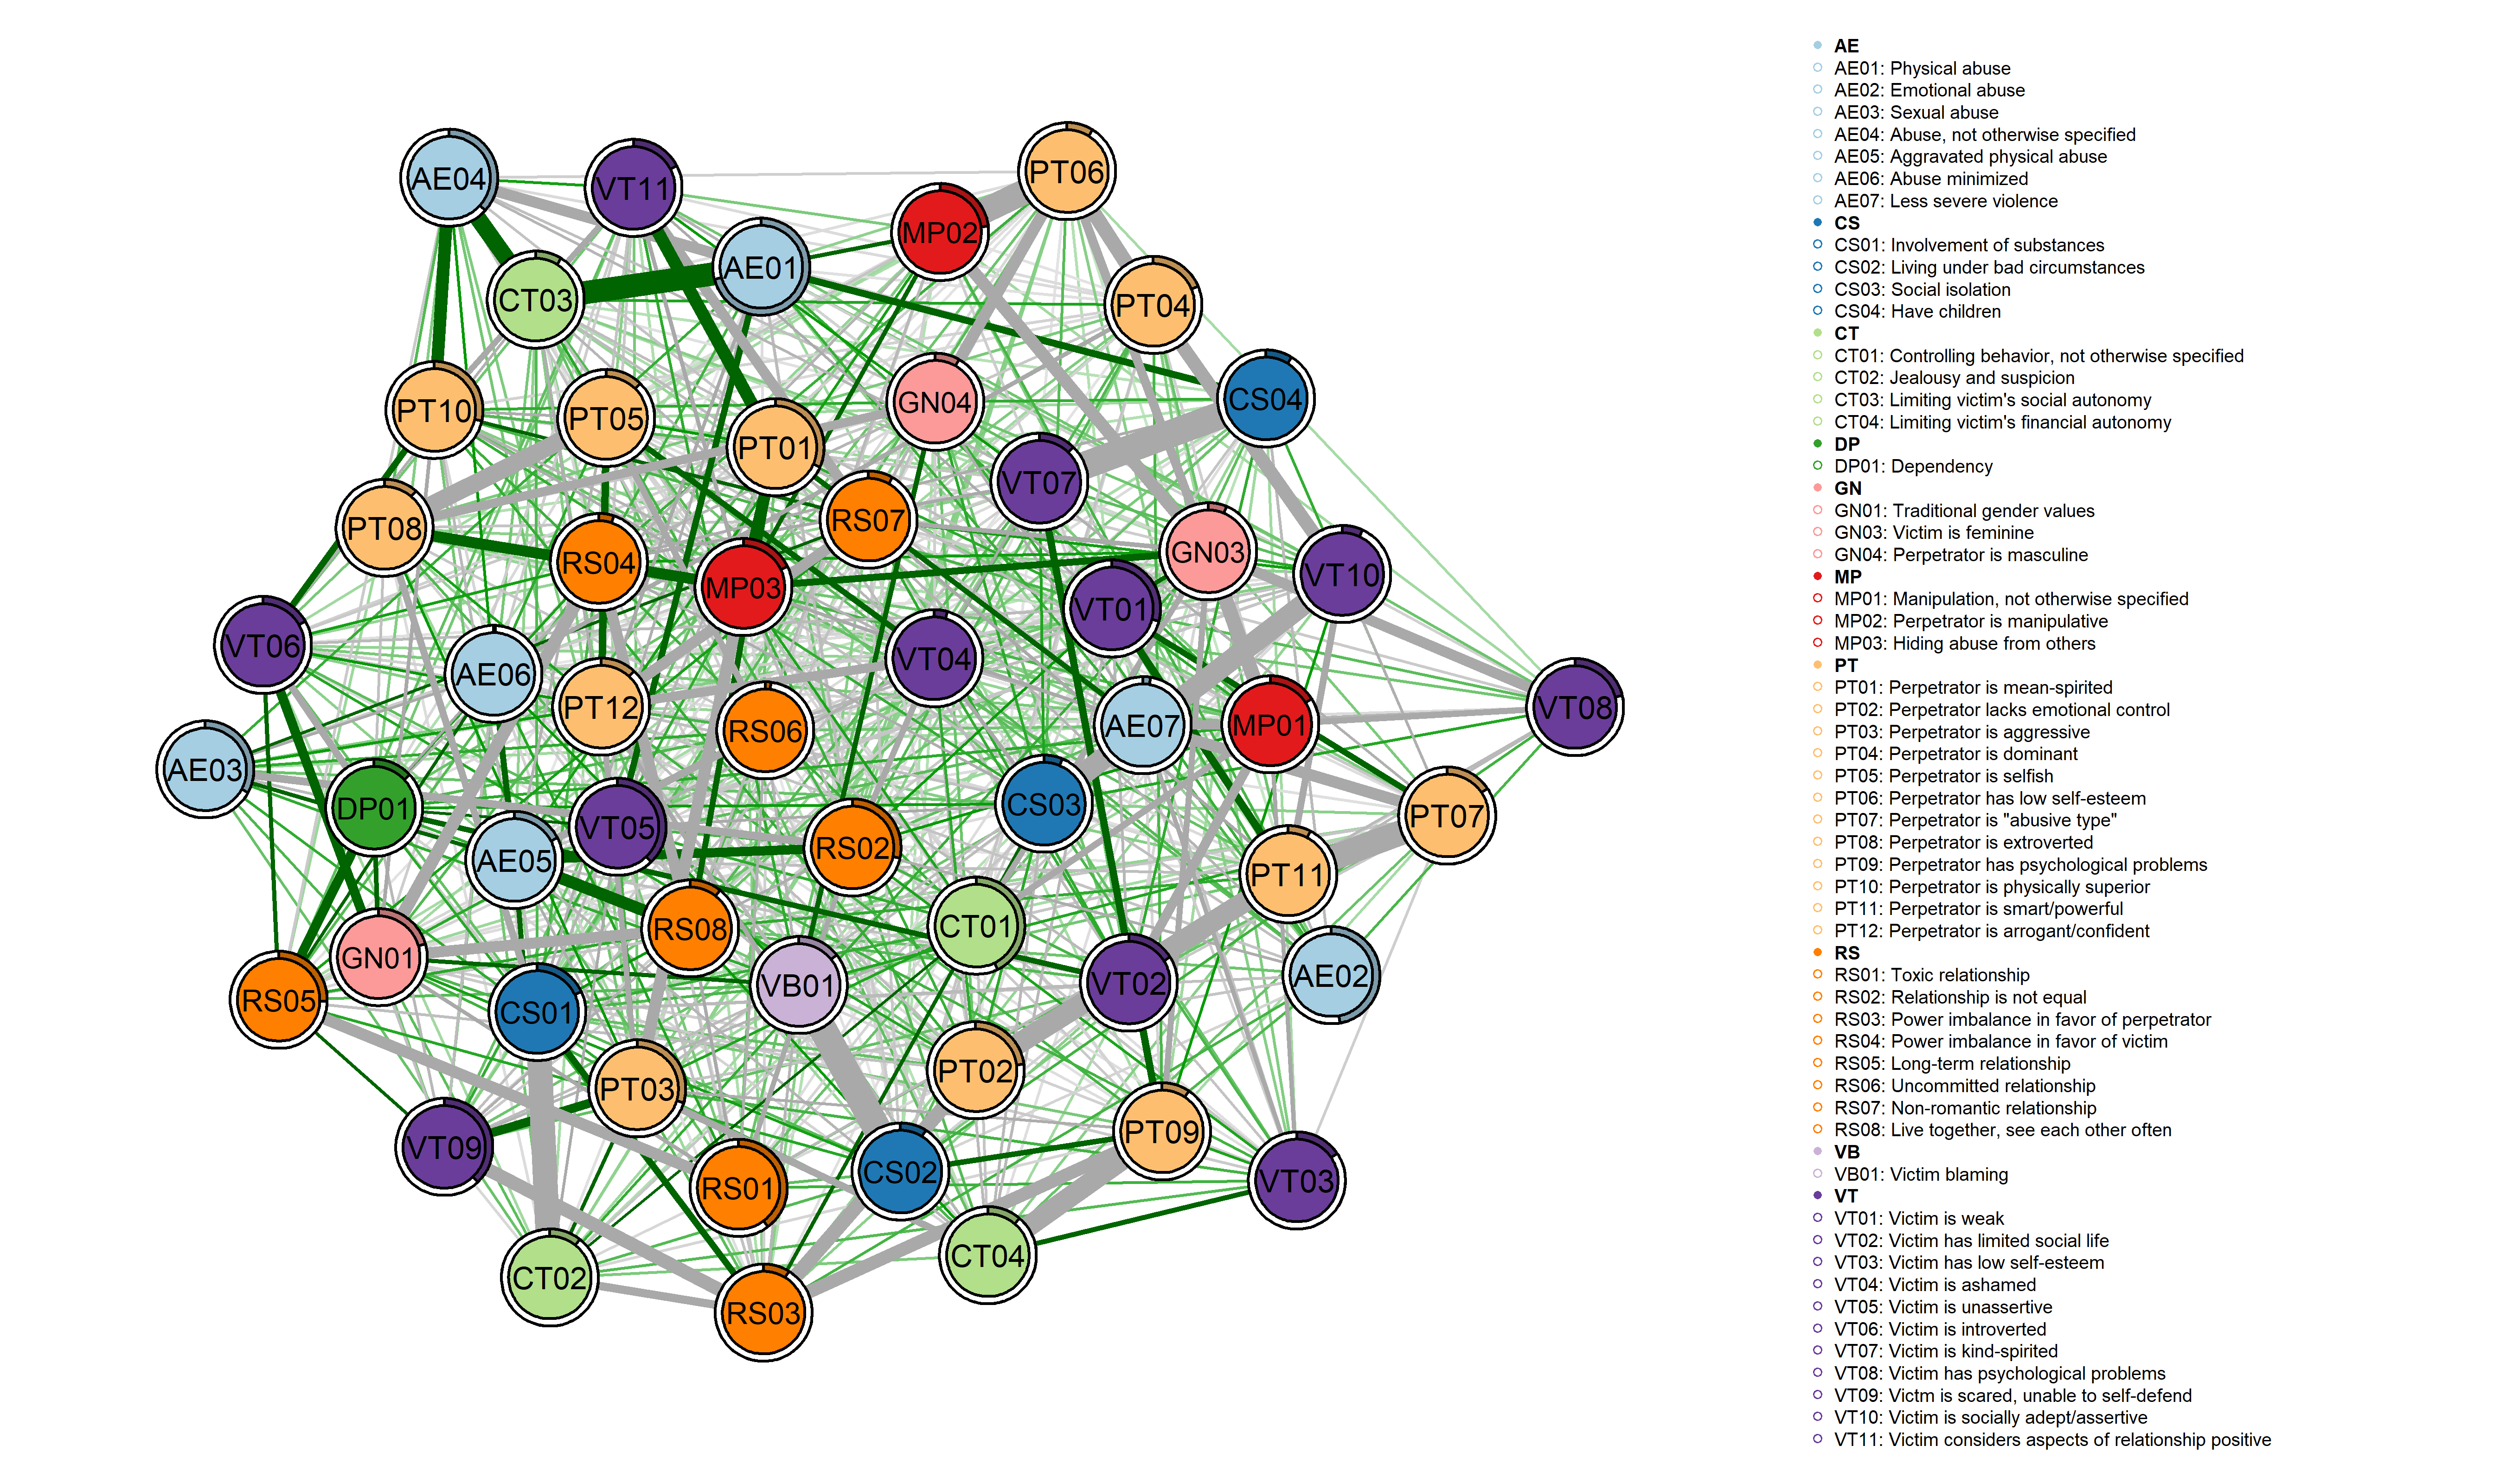 AE04
VT11
PT06
MP02
AE01
CT03
PT04
GN04
CS04
PT10
PT05
PT01
VT07
RS07
PT08
GN03
RS04
VT10
MP03
VT01
VT06
VT04
AE06
PT12
VT08
AE07
MP01
RS06
AE03
CS03
DP01
PT07
VT05
RS02
AE05
PT11
CT01
RS08
GN01
AE02
VT02
VB01
RS05
CS01
PT02
PT03
PT09
VT09
CS02
VT03
RS01
CT04
CT02
RS03
AE
AE01: Physical abuse
AE02: Emotional abuse
AE03: Sexual abuse
AE04: Abuse, not otherwise specified
AE05: Aggravated physical abuse
AE06: Abuse minimized
AE07: Less severe violence
CS
CS01: Involvement of substances
CS02: Living under bad circumstances
CS03: Social isolation
CS04: Have children
CT
CT01: Controlling behavior, not otherwise specified
CT02: Jealousy and suspicion
CT03: Limiting victim's social autonomy
CT04: Limiting victim's financial autonomy
DP
DP01: Dependency
GN
GN01: Traditional gender values
GN03: Victim is feminine
GN04: Perpetrator is masculine
MP
MP01: Manipulation, not otherwise specified
MP02: Perpetrator is manipulative
MP03: Hiding abuse from others
PT
PT01: Perpetrator is mean-spirited
PT02: Perpetrator lacks emotional control
PT03: Perpetrator is aggressive
PT04: Perpetrator is dominant
PT05: Perpetrator is selfish
PT06: Perpetrator has low self-esteem
PT07: Perpetrator is "abusive type"
PT08: Perpetrator is extroverted
PT09: Perpetrator has psychological problems
PT10: Perpetrator is physically superior
PT11: Perpetrator is smart/powerful
PT12: Perpetrator is arrogant/confident
RS
RS01: Toxic relationship
RS02: Relationship is not equal
RS03: Power imbalance in favor of perpetrator
RS04: Power imbalance in favor of victim
RS05: Long-term relationship
RS06: Uncommitted relationship
RS07: Non-romantic relationship
RS08: Live together, see each other often
VB
VB01: Victim blaming
VT
VT01: Victim is weak
VT02: Victim has limited social life
VT03: Victim has low self-esteem
VT04: Victim is ashamed
VT05: Victim is unassertive
VT06: Victim is introverted
VT07: Victim is kind-spirited
VT08: Victim has psychological problems
VT09: Victm is scared, unable to self-defend
VT10: Victim is socially adept/assertive
VT11: Victim considers aspects of relationship positive